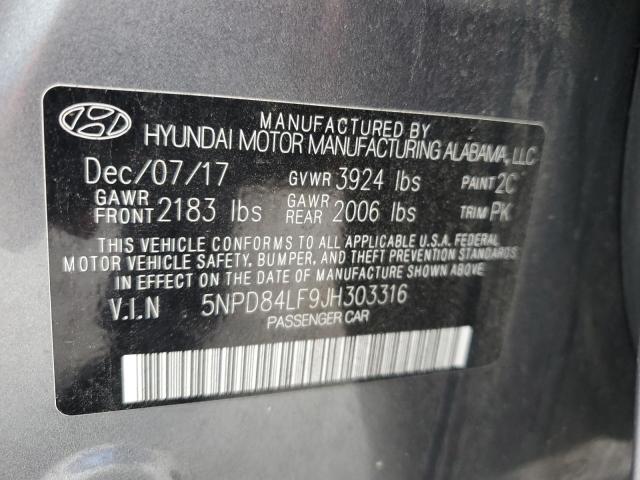 MANUFACTURED BY
HYUNDAI MOTOR MANUFACTURING ALABAMA, LLC
Dec/07/17 GVWR 3924 lbs PAINT 2C
GAWR FRONT 2183 lbs GAWR REAR 2006 lbs TRIM PK
THIS VEHICLE CONFORMS TO ALL APPLICABLE U.S.A. FEDERAL
MOTOR VEHICLE SAFETY, BUMPER, AND THEFT PREVENTION STANDARDS
IN EFFECT ON THE DATE OF MANUFACTURE SHOWN ABOVE.
V.I.N 5NPD84LF9JH303316
PASSENGER CAR